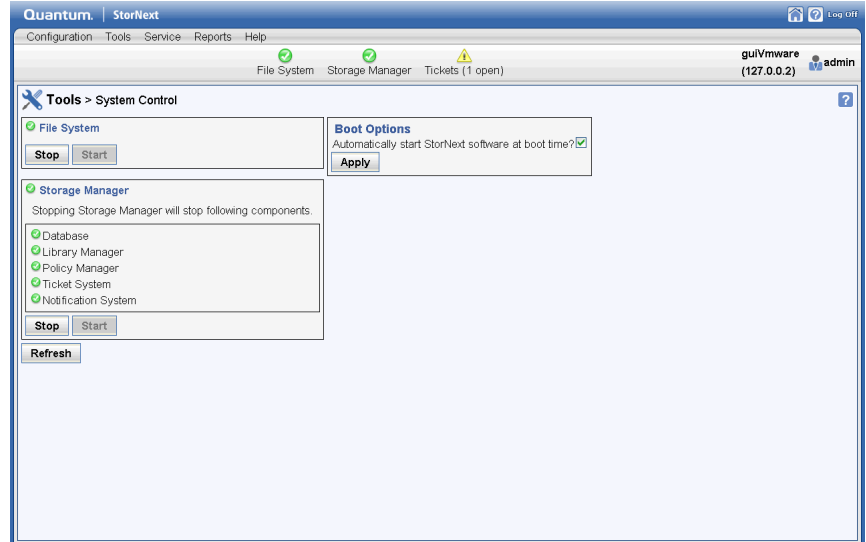 Quantum. StorNext Log Off
Configuration Tools Service Reports Help
File System Storage Manager Tickets (1 open)
guiVmware
(127.0.0.2)
admin
Tools > System Control ?
File System
Stop Start
Boot Options
Automatically start StorNext software at boot time?
Apply
Storage Manager
Stopping Storage Manager will stop following components.
Database
Library Manager
Policy Manager
Ticket System
Notification System
Stop Start
Refresh